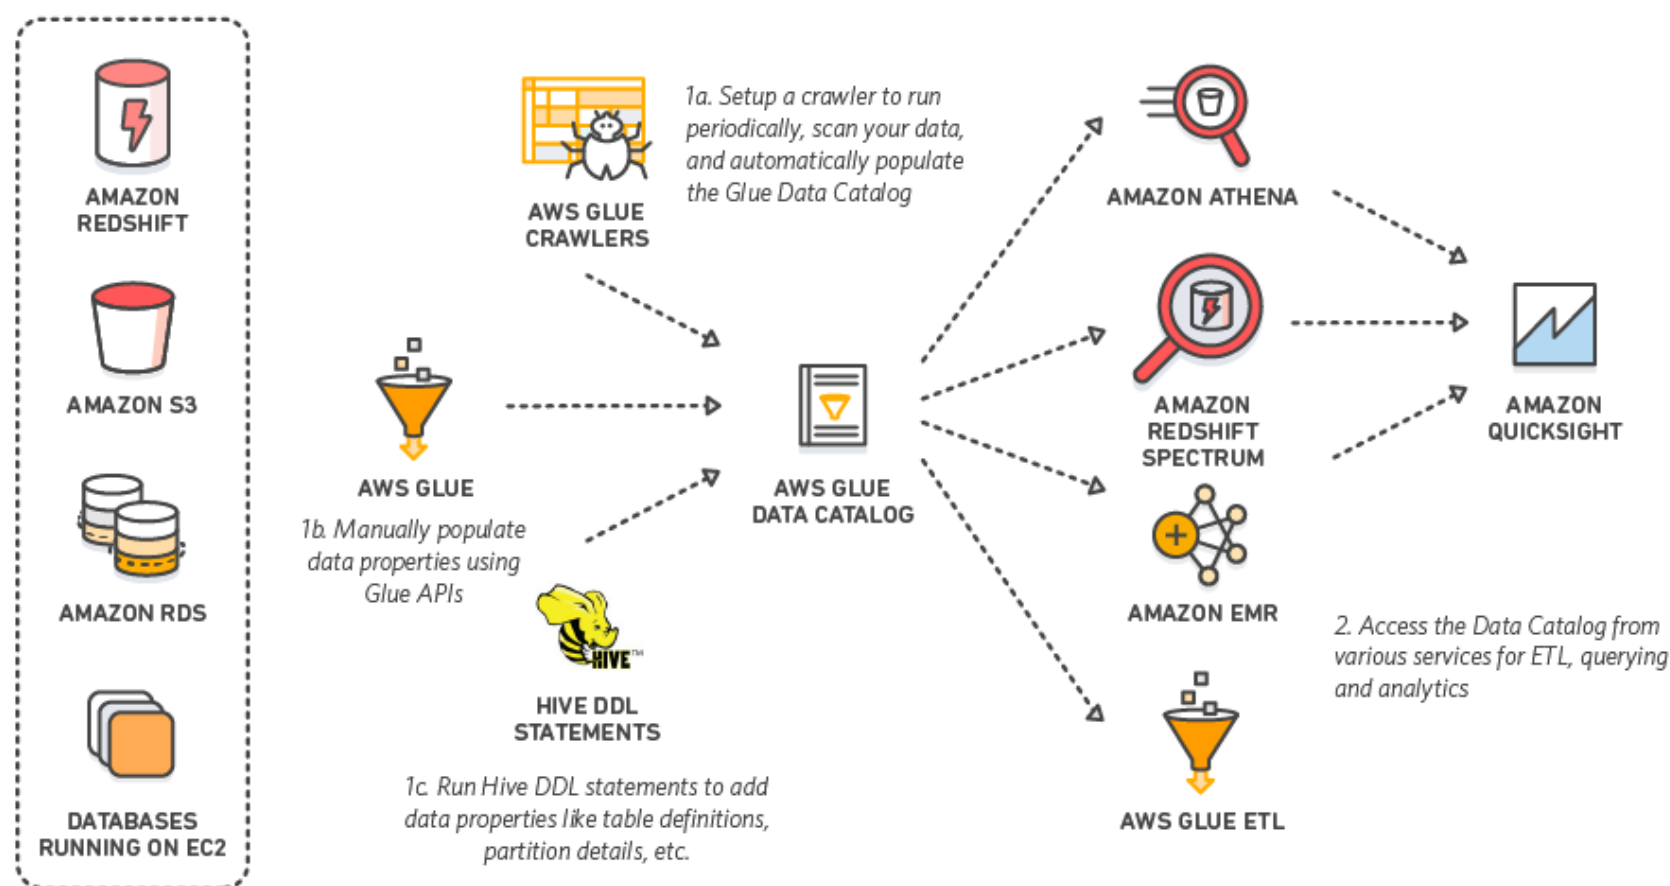 AMAZON
REDSHIFT
AMAZON S3
AMAZON RDS
DATABASES
RUNNING ON EC2
AWS GLUE
CRAWLERS
1a. Setup a crawler to run
periodically, scan your data,
and automatically populate
the Glue Data Catalog
AWS GLUE
1b. Manually populate
data properties using
Glue APIs
HIVE™
HIVE DDL
STATEMENTS
1c. Run Hive DDL statements to add
data properties like table definitions,
partition details, etc.
AWS GLUE
DATA CATALOG
AMAZON ATHENA
AMAZON
REDSHIFT
SPECTRUM
AMAZON EMR
AWS GLUE ETL
AMAZON
QUICKSIGHT
2. Access the Data Catalog from
various services for ETL, querying
and analytics